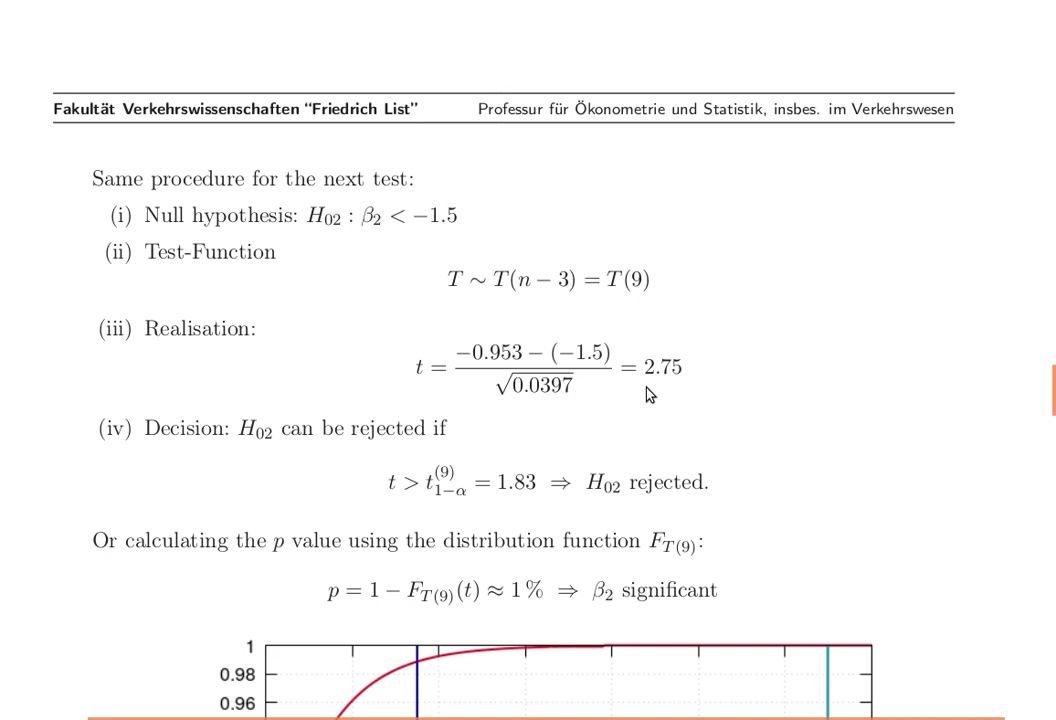 Fakultät Verkehrswissenschaften “Friedrich List” Professur für Ökonometrie und Statistik, insbes. im Verkehrswesen
Same procedure for the next test:
(i) Null hypothesis: H₀₂ : β₂ < −1.5
(ii) Test-Function
T ∼ T(n − 3) = T(9)
(iii) Realisation:
t = (−0.953 − (−1.5)) / √0.0397 = 2.75
(iv) Decision: H₀₂ can be rejected if
t > t_{1−α}^{(9)} = 1.83 ⇒ H₀₂ rejected.
Or calculating the p value using the distribution function F_{T(9)}:
p = 1 − F_{T(9)}(t) ≈ 1 % ⇒ β₂ significant
1
0.98
0.96